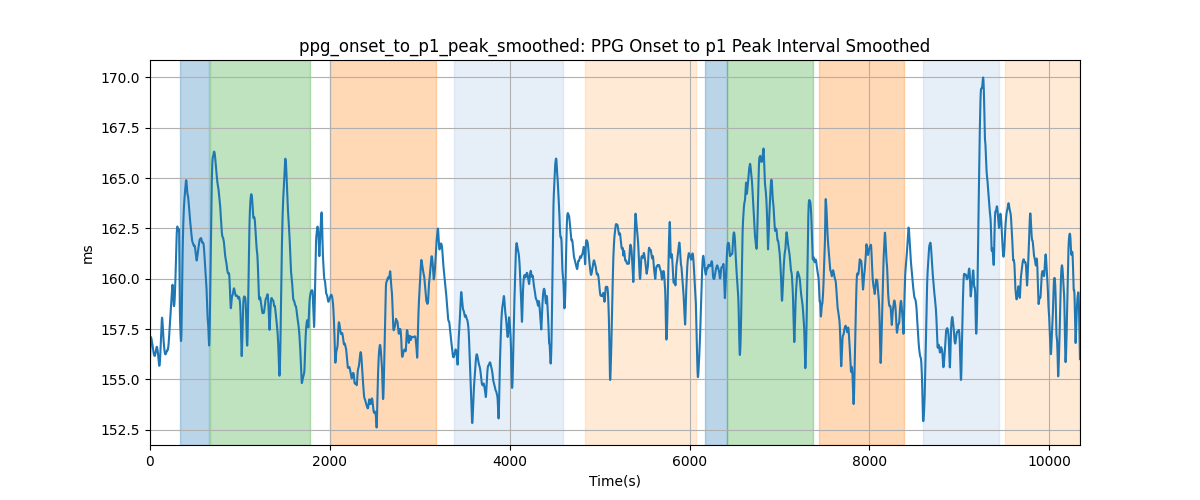 ppg_onset_to_p1_peak_smoothed: PPG Onset to p1 Peak Interval Smoothed
170.0
167.5
165.0
162.5
160.0
157.5
155.0
152.5
ms
0 2000 4000 6000 8000 10000
Time(s)